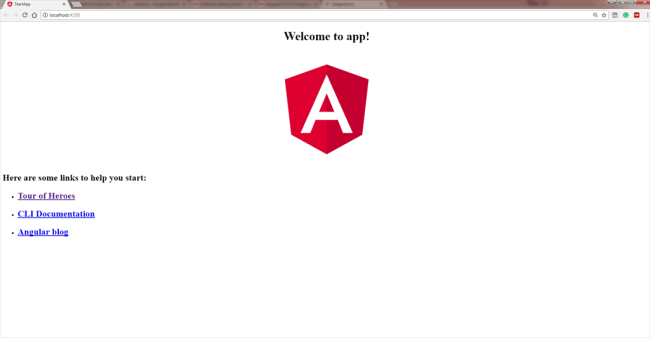 StartApp
localhost:4200
Welcome to app!
A
Here are some links to help you start:
Tour of Heroes
CLI Documentation
Angular blog